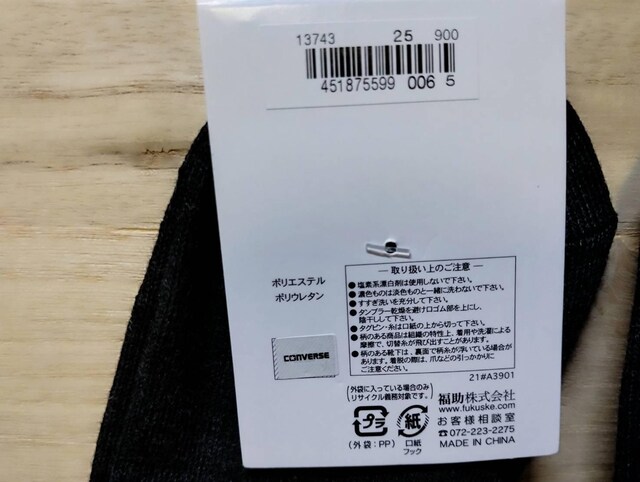 13743 25 900
451875599 006 5
ポリエステル
ポリウレタン
CONVERSE
―取り扱い上のご注意―
●塩素系漂白剤は使用しないで下さい。
●濃色ものは淡色ものと一緒に洗わないで下さい。
●すすぎ洗いを充分して下さい。
●タンブラー乾燥を避け口ゴム部を上にし、
陰干しして下さい。
●タグピン・糸は口紙の上から切って下さい。
●柄のある商品は組織の特性上、着用や洗濯による
摩擦で、切替糸が飛び出すことがあります。
●柄のある靴下は、裏面で柄糸が浮いている場合が
あります。着脱の際は、爪などの引っかかりに
ご注意下さい。
21#A3901
(外袋に入っている場合のみ
リサイクル義務対象です。)
プラ
(外袋:PP)
紙
口紙
フック
福助株式会社
www.fukuske.com
お客様相談室
☎072-223-2275
MADE IN CHINA